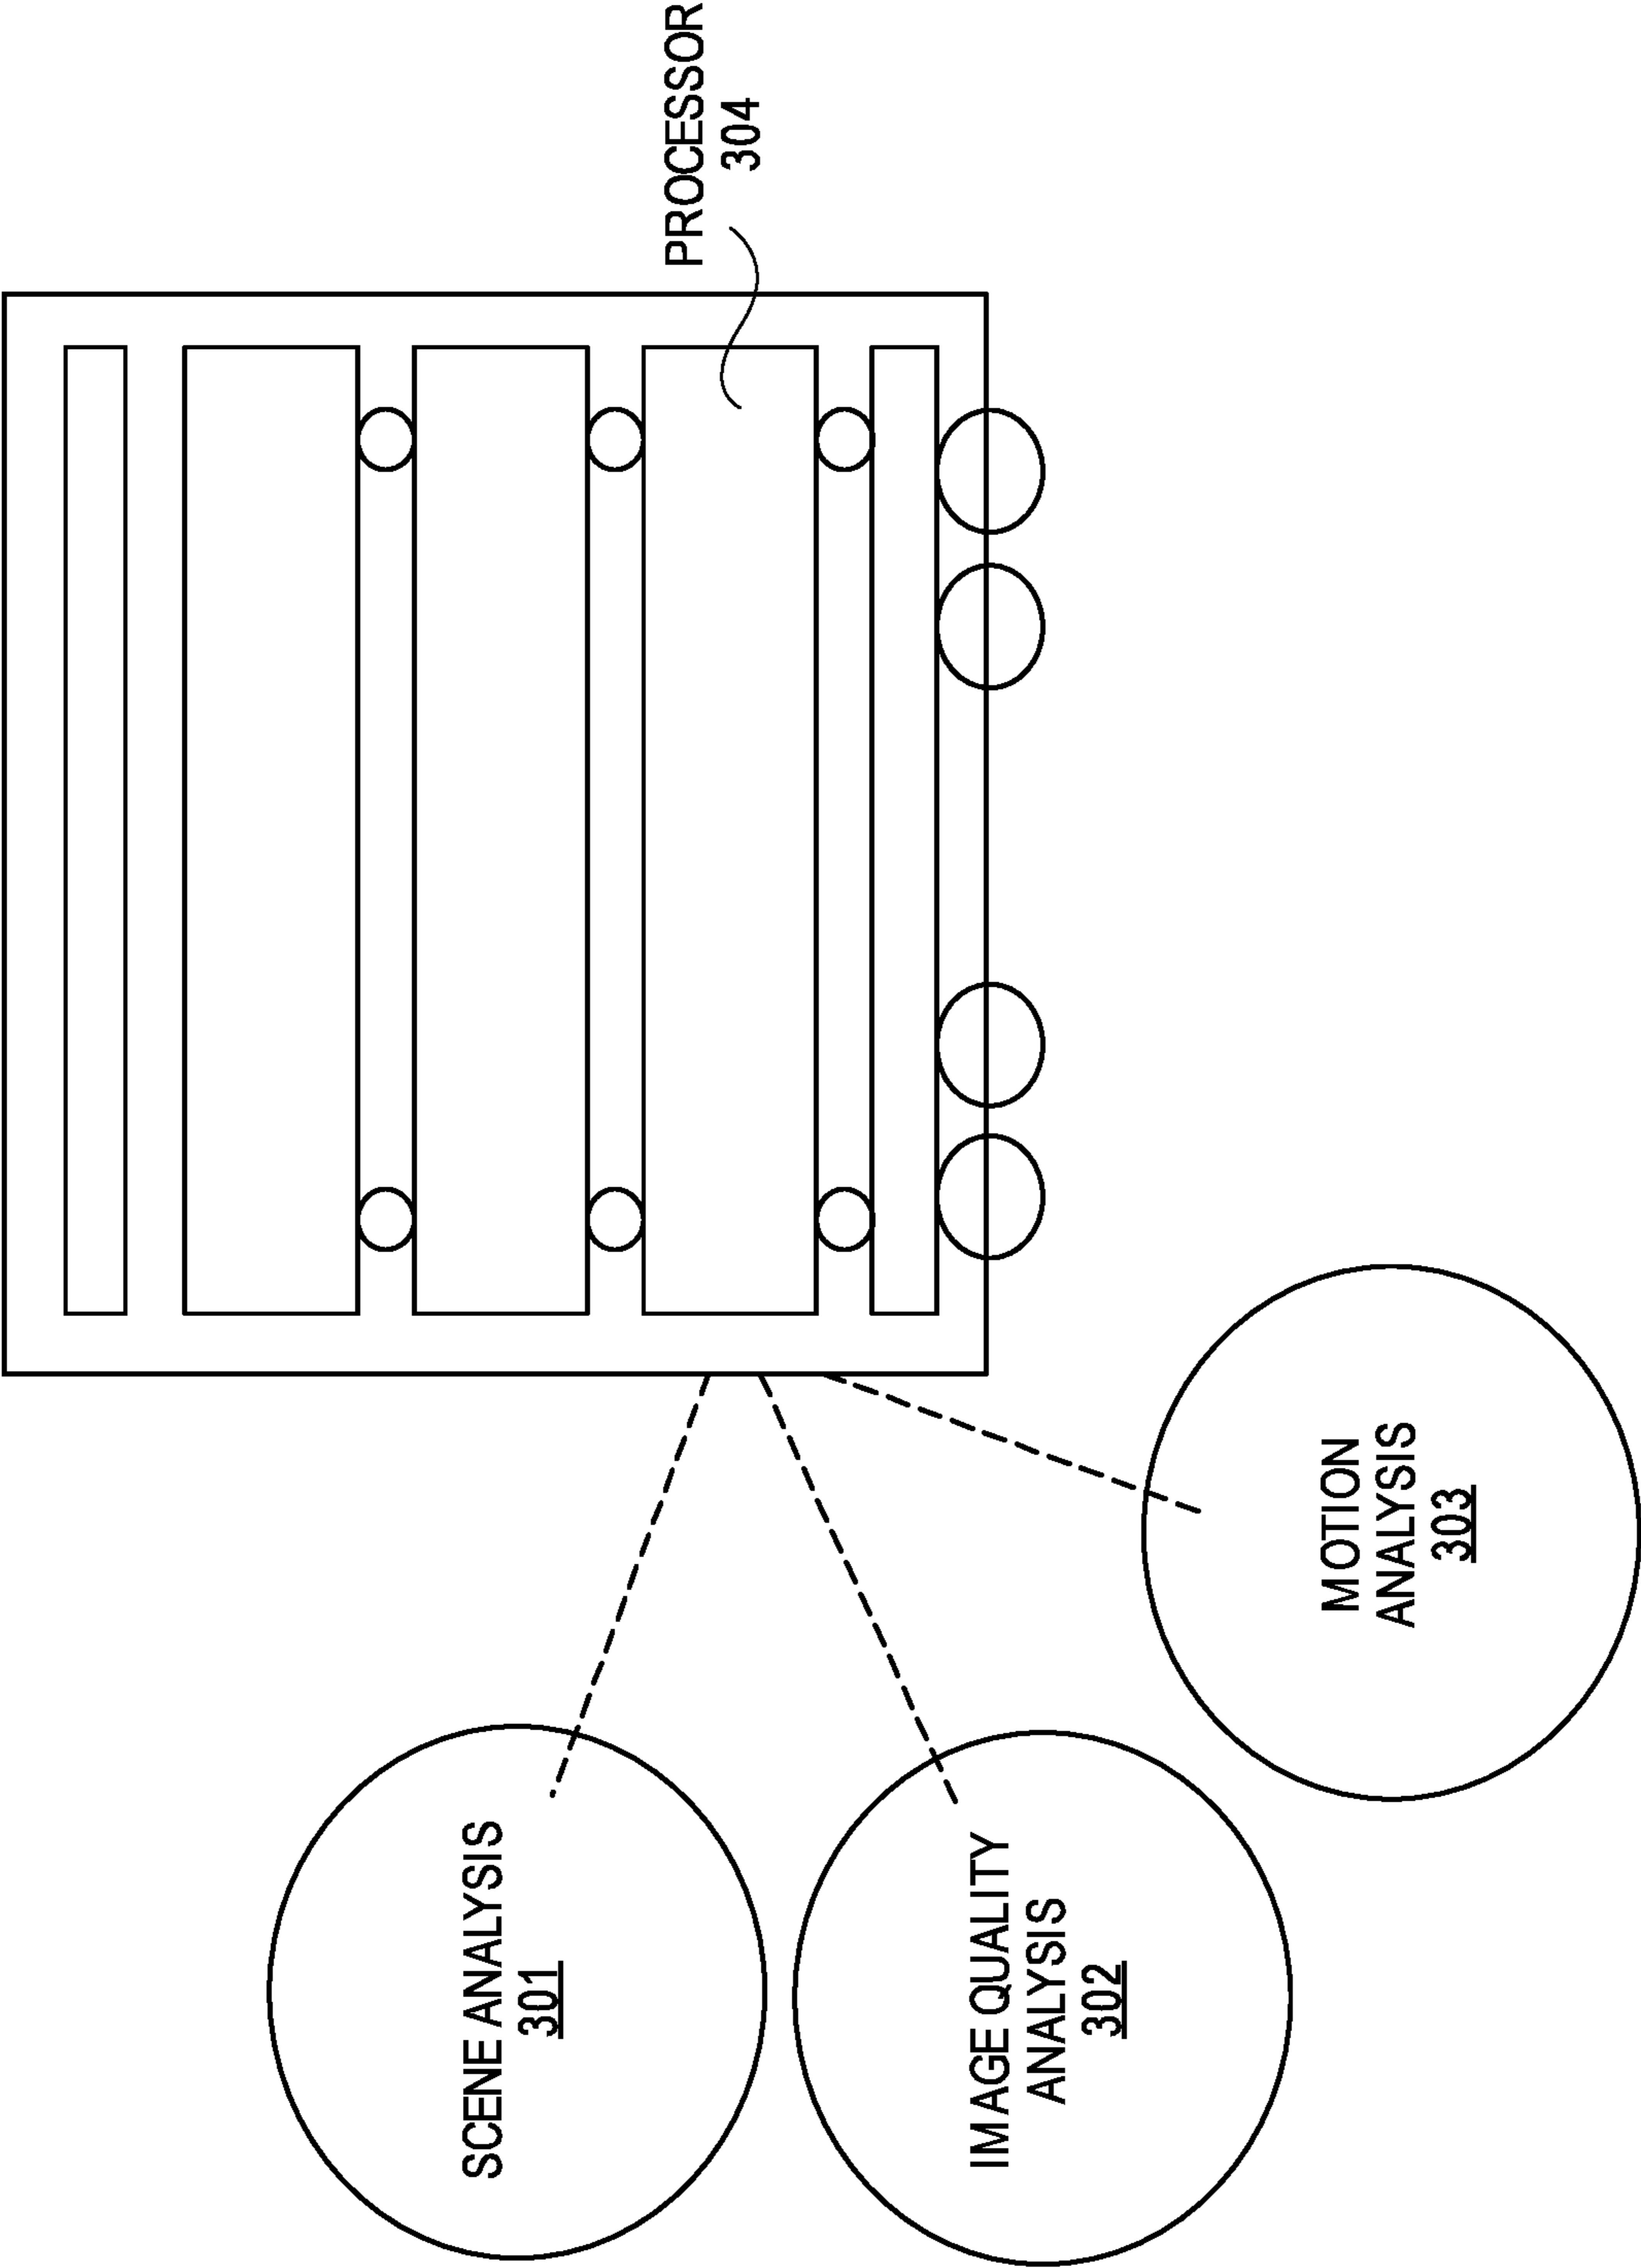 PROCESSOR
304
SCENE ANALYSIS
301
IMAGE QUALITY
ANALYSIS
302
MOTION
ANALYSIS
303